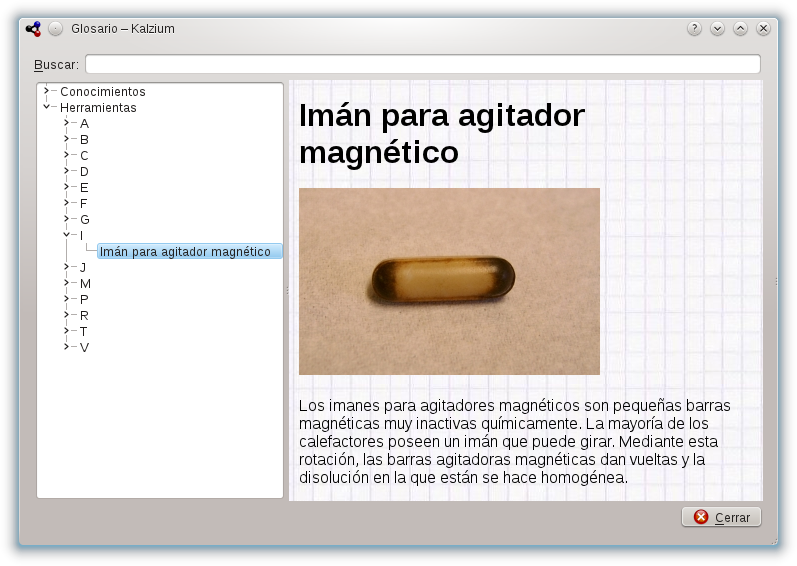 Glosario – Kalzium
Buscar:
Conocimientos
Herramientas
A
B
C
D
E
F
G
I
Imán para agitador magnético
J
M
P
R
T
V
Imán para agitador
magnético
Los imanes para agitadores magnéticos son pequeñas barras
magnéticas muy inactivas químicamente. La mayoría de los
calefactores poseen un imán que puede girar. Mediante esta
rotación, las barras agitadoras magnéticas dan vueltas y la
disolución en la que están se hace homogénea.
Cerrar